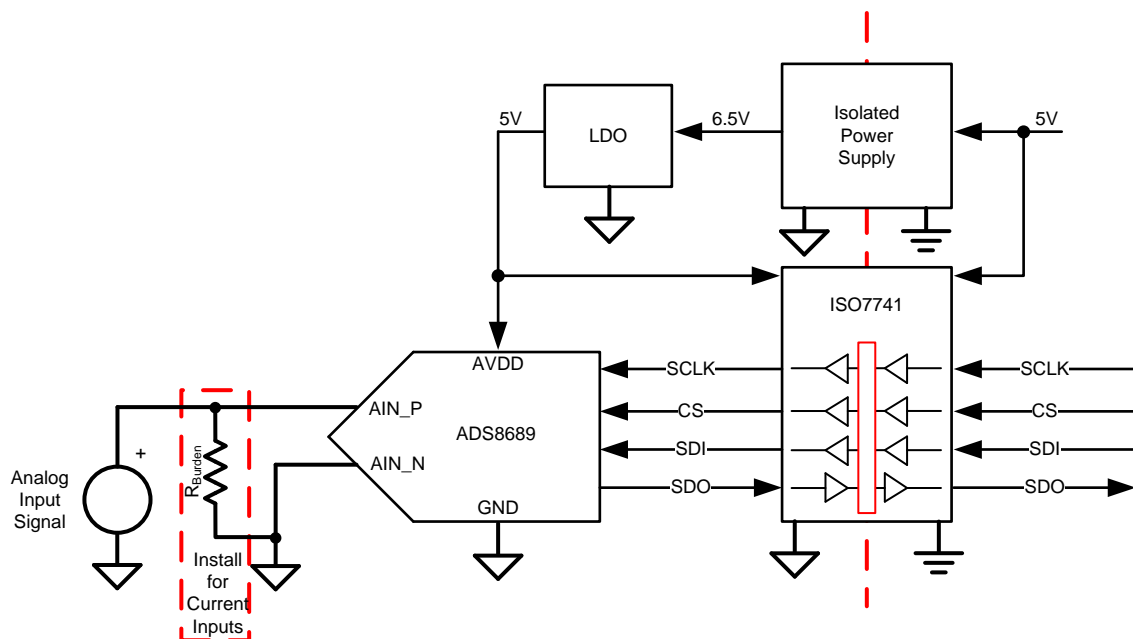 5V
LDO
6.5V
Isolated
Power
Supply
5V
ISO7741
AVDD
AIN_P
ADS8689
AIN_N
GND
SCLK
CS
SDI
SDO
SCLK
CS
SDI
SDO
+
Analog
Input
Signal
RBurden
Install
for
Current
Inputs